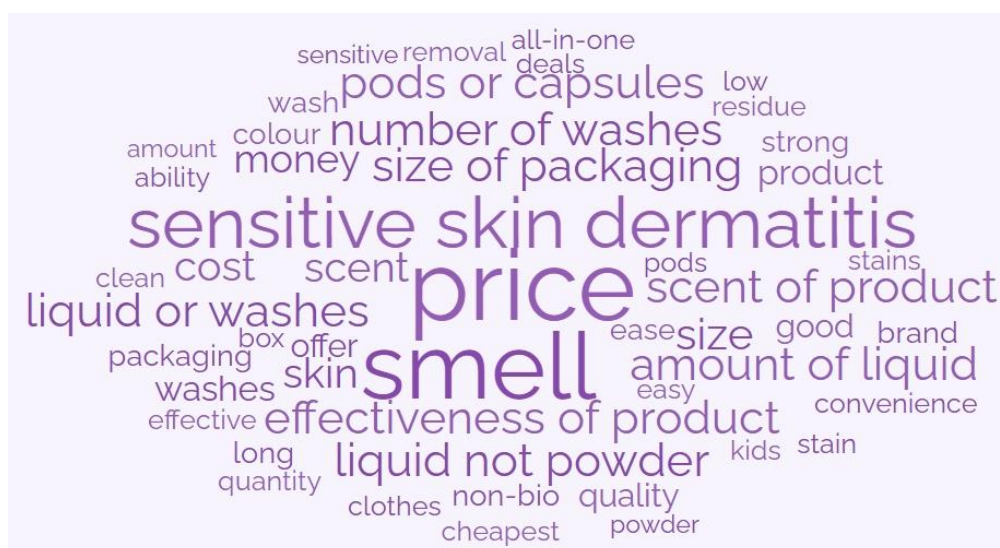 all-in-one
sensitive removal
deals
pods or capsules low
wash residue
colour number of washes strong
amount money size of packaging product
ability
sensitive skin dermatitis
clean cost scent price pods stains
scent of product
liquid or washes
box offer smell ease size good brand
packaging skin amount of liquid
washes easy convenience
effective effectiveness of product
long liquid not powder kids stain
quantity
clothes non-bio quality
cheapest powder